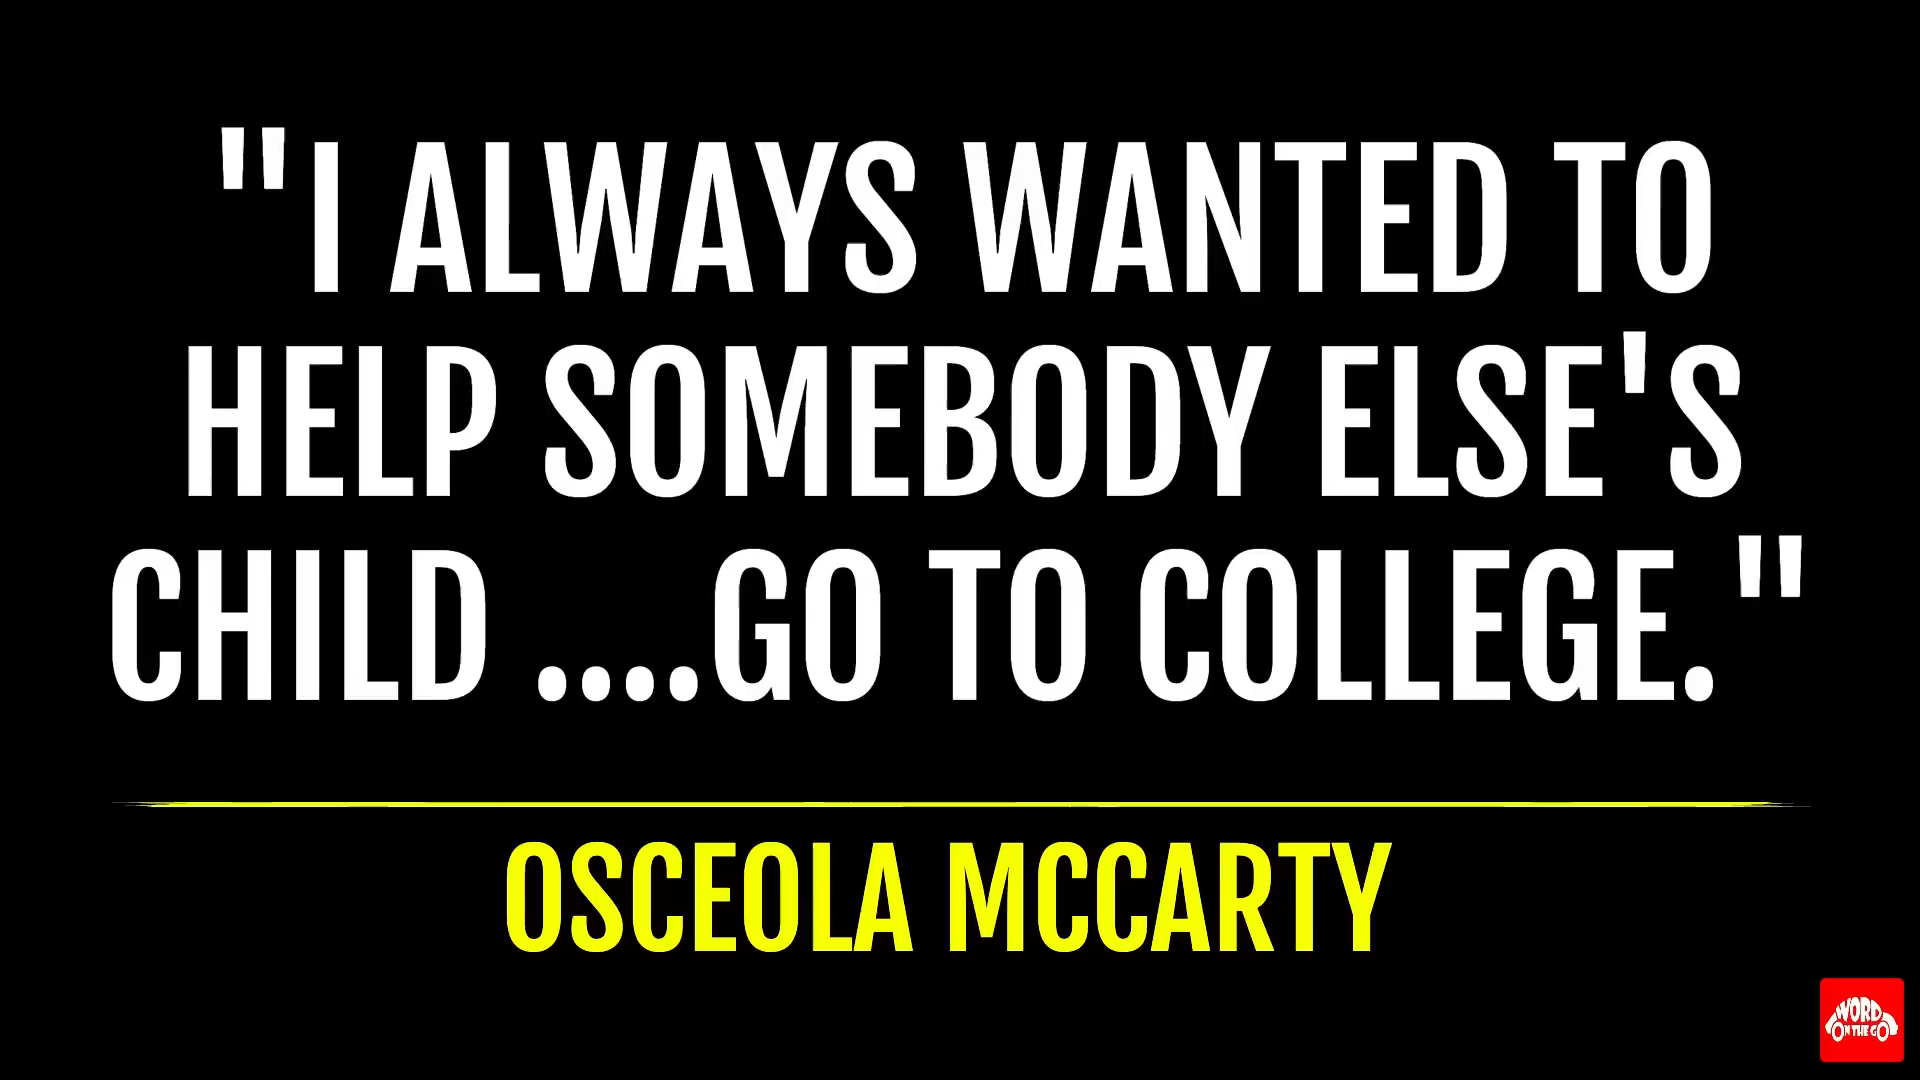 "I ALWAYS WANTED TO
HELP SOMEBODY ELSE'S
CHILD ....GO TO COLLEGE."
OSCEOLA MCCARTY
WORD
ON THE GO